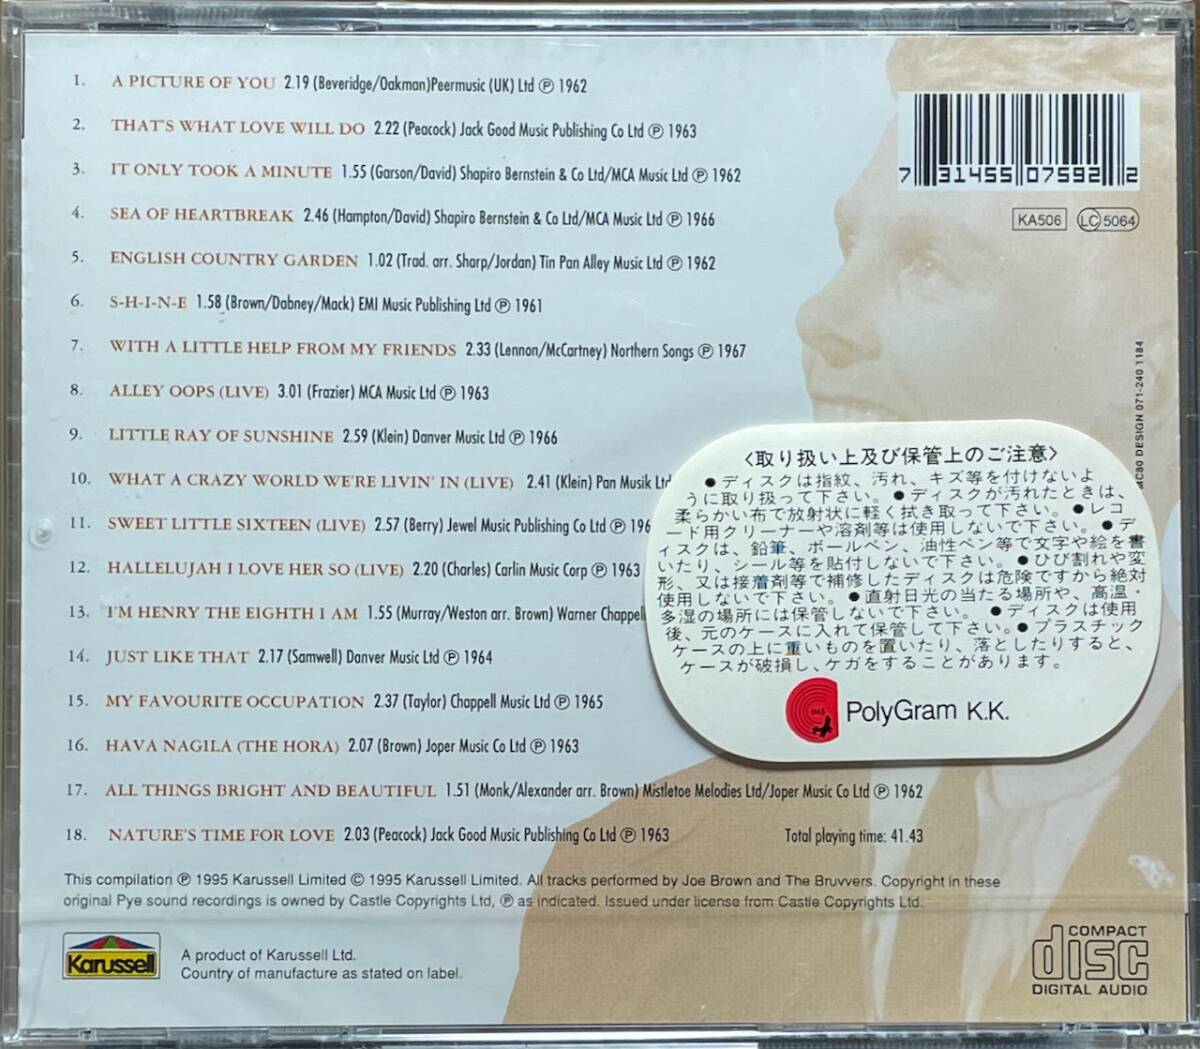 1. A PICTURE OF YOU 2.19 (Beveridge/Oakman)Peermusic (UK) Ltd ℗ 1962
2. THAT'S WHAT LOVE WILL DO 2.22 (Peacock) Jack Good Music Publishing Co Ltd ℗ 1963
3. IT ONLY TOOK A MINUTE 1.55 (Garson/David) Shapiro Bernstein & Co Ltd/MCA Music Ltd ℗ 1962
4. SEA OF HEARTBREAK 2.46 (Hampton/David) Shapiro Bernstein & Co Ltd/MCA Music Ltd ℗ 1966
5. ENGLISH COUNTRY GARDEN 1.02 (Trad. arr. Sharp/Jordan) Tin Pan Alley Music Ltd ℗ 1962
6. S-H-I-N-E 1.58 (Brown/Dabney/Mack) EMI Music Publishing Ltd ℗ 1961
7. WITH A LITTLE HELP FROM MY FRIENDS 2.33 (Lennon/McCartney) Northern Songs ℗ 1967
8. ALLEY OOPS (LIVE) 3.01 (Frazier) MCA Music Ltd ℗ 1963
9. LITTLE RAY OF SUNSHINE 2.59 (Klein) Danver Music Ltd ℗ 1966
10. WHAT A CRAZY WORLD WE'RE LIVIN' IN (LIVE) 2.41 (Klein) Pan Musik Ltd
11. SWEET LITTLE SIXTEEN (LIVE) 2.57 (Berry) Jewel Music Publishing Co Ltd ℗
12. HALLELUJAH I LOVE HER SO (LIVE) 2.20 (Charles) Carlin Music Corp ℗ 1963
13. I'M HENRY THE EIGHTH I AM 1.55 (Murray/Weston arr. Brown) Warner Chappell
14. JUST LIKE THAT 2.17 (Samwell) Danver Music Ltd ℗ 1964
15. MY FAVOURITE OCCUPATION 2.37 (Taylor) Chappell Music Ltd ℗ 1965
16. HAVA NAGILA (THE HORA) 2.07 (Brown) Joper Music Co Ltd ℗ 1963
17. ALL THINGS BRIGHT AND BEAUTIFUL 1.51 (Monk/Alexander arr. Brown) Mistletoe Melodies Ltd/Joper Music Co Ltd ℗ 1962
18. NATURE'S TIME FOR LOVE 2.03 (Peacock) Jack Good Music Publishing Co Ltd ℗ 1963
Total playing time: 41.43
7 31455 07592 2
KA506 LC 5064
MC80 DESIGN 071-240 1184
〈取り扱い上及び保管上のご注意〉
●ディスクは指紋、汚れ、キズ等を付けないよ
うに取り扱って下さい。●ディスクが汚れたときは、
柔らかい布で放射状に軽く拭き取って下さい。●レコ
ード用クリーナーや溶剤等は使用しないで下さい。●デ
ィスクは、鉛筆、ボールペン、油性ペン等で文字や絵を書
いたり、シール等を貼付しないで下さい。●ひび割れや変
形、又は接着剤等で補修したディスクは危険ですから絶対
使用しないで下さい。●直射日光の当たる場所や、高温・
多湿の場所には保管しないで下さい。●ディスクは使用
後、元のケースに入れて保管して下さい。●プラスチック
ケースの上に重いものを置いたり、落としたりすると、
ケースが破損し、ケガをすることがあります。
PolyGram K.K.
This compilation ℗ 1995 Karussell Limited © 1995 Karussell Limited. All tracks performed by Joe Brown and The Bruvvers. Copyright in these
original Pye sound recordings is owned by Castle Copyrights Ltd, ℗ as indicated. Issued under license from Castle Copyrights Ltd.
Karussell
A product of Karussell Ltd.
Country of manufacture as stated on label.
COMPACT
disc
DIGITAL AUDIO